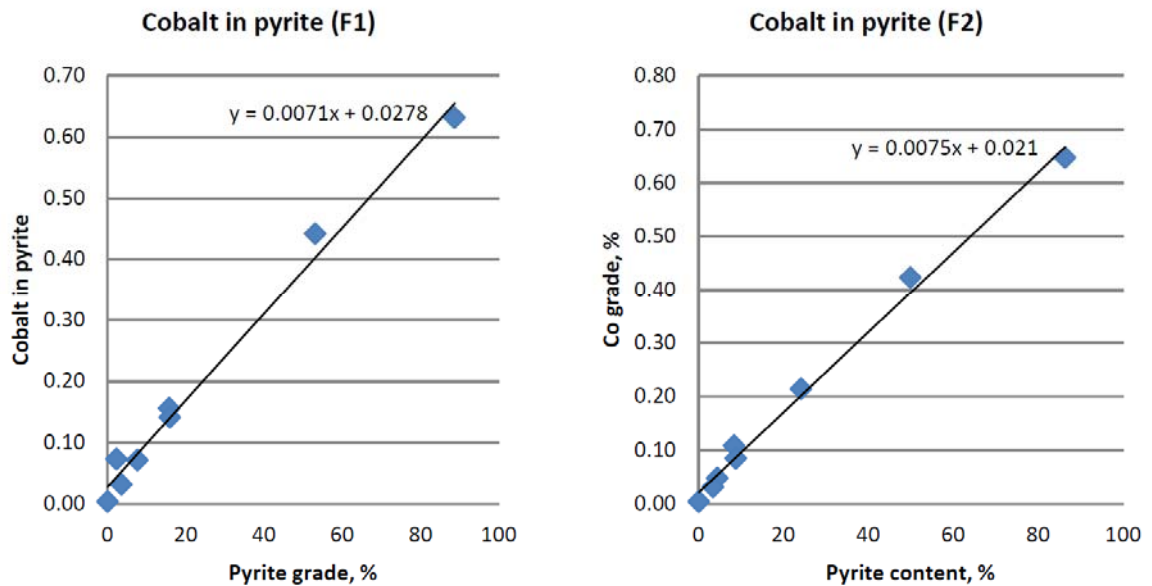 Cobalt in pyrite (F1)
0.70
0.60
0.50
0.40
0.30
0.20
0.10
0.00
Cobalt in pyrite
y = 0.0071x + 0.0278
0 20 40 60 80 100
Pyrite grade, %
Cobalt in pyrite (F2)
0.80
0.70
0.60
0.50
0.40
0.30
0.20
0.10
0.00
Co grade, %
y = 0.0075x + 0.021
0 20 40 60 80 100
Pyrite content, %